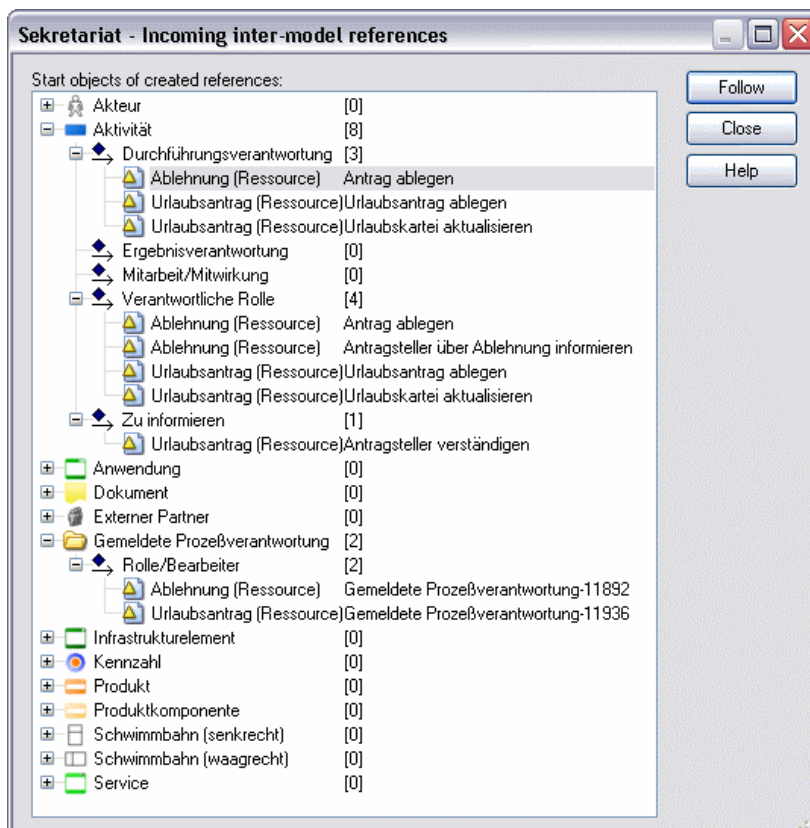 Sekretariat - Incoming inter-model references
Start objects of created references:
Follow
Close
Help
Akteur [0]
Aktivität [8]
Durchführungsverantwortung [3]
Ablehnung (Ressource) Antrag ablegen
Urlaubsantrag (Ressource) Urlaubsantrag ablegen
Urlaubsantrag (Ressource) Urlaubskartei aktualisieren
Ergebnisverantwortung [0]
Mitarbeit/Mitwirkung [0]
Verantwortliche Rolle [4]
Ablehnung (Ressource) Antrag ablegen
Ablehnung (Ressource) Antragsteller über Ablehnung informieren
Urlaubsantrag (Ressource) Urlaubsantrag ablegen
Urlaubsantrag (Ressource) Urlaubskartei aktualisieren
Zu informieren [1]
Urlaubsantrag (Ressource) Antragsteller verständigen
Anwendung [0]
Dokument [0]
Externer Partner [0]
Gemeldete Prozeßverantwortung [2]
Rolle/Bearbeiter [2]
Ablehnung (Ressource) Gemeldete Prozeßverantwortung-11892
Urlaubsantrag (Ressource) Gemeldete Prozeßverantwortung-11936
Infrastrukturelement [0]
Kennzahl [0]
Produkt [0]
Produktkomponente [0]
Schwimmbahn (senkrecht) [0]
Schwimmbahn (waagrecht) [0]
Service [0]